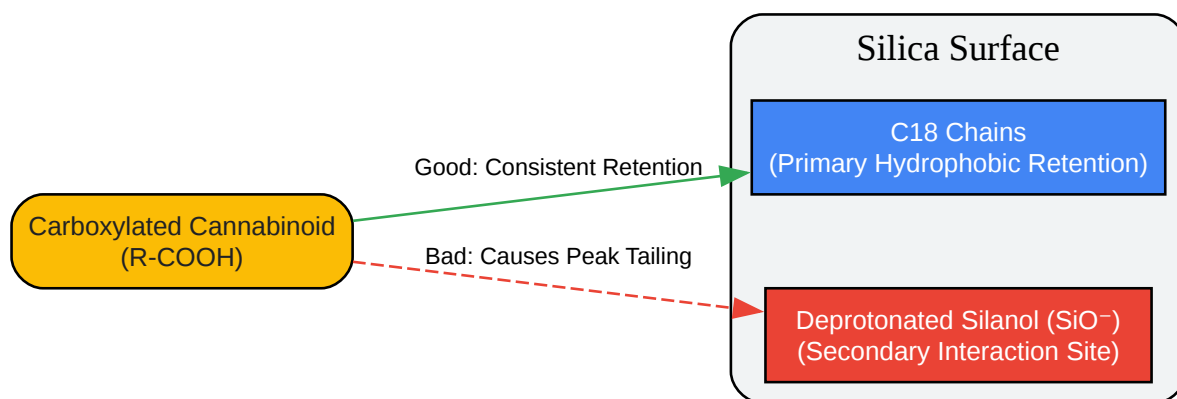 Silica Surface
C18 Chains
(Primary Hydrophobic Retention)
Good: Consistent Retention
Carboxylated Cannabinoid
(R-COOH)
Bad: Causes Peak Tailing
Deprotonated Silanol (SiO⁻)
(Secondary Interaction Site)